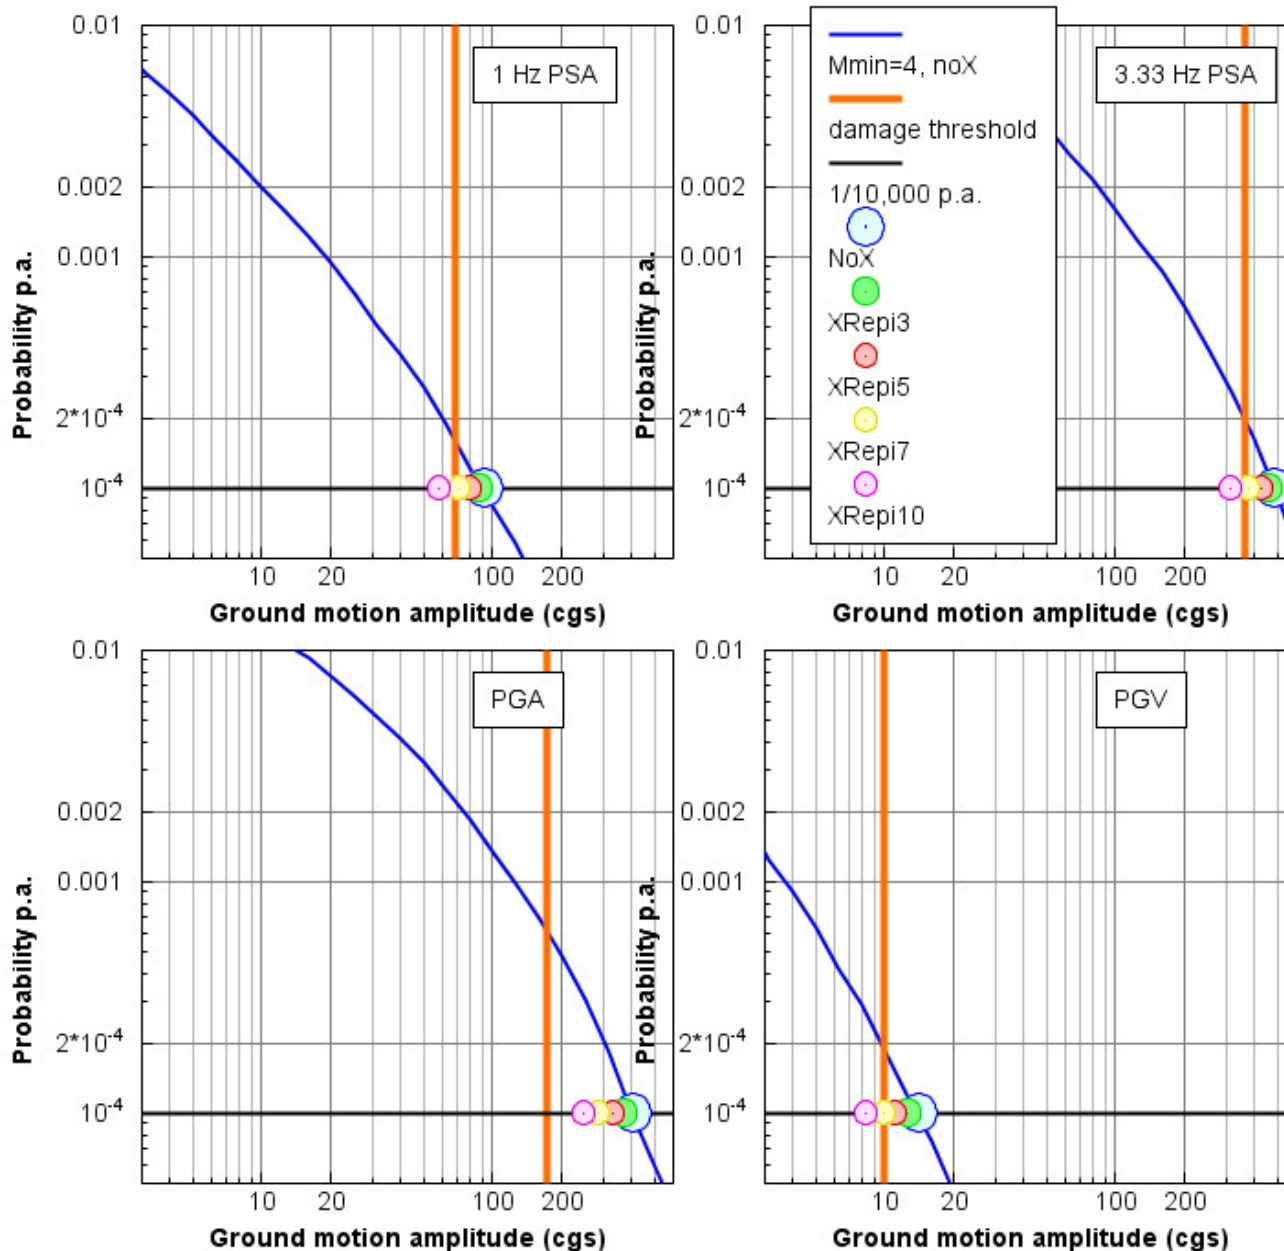 0.01
1 Hz PSA
0.002
0.001
2*10-4
10-4
Probability p.a.
10 20 100 200
Ground motion amplitude (cgs)
0.01
3.33 Hz PSA
0.002
0.001
2*10-4
10-4
Probability p.a.
10 20 100 200
Ground motion amplitude (cgs)
Mmin=4, noX
damage threshold
1/10,000 p.a.
NoX
XRepi3
XRepi5
XRepi7
XRepi10
0.01
PGA
0.002
0.001
2*10-4
10-4
Probability p.a.
10 20 100 200
Ground motion amplitude (cgs)
0.01
PGV
0.002
0.001
2*10-4
10-4
Probability p.a.
10 20 100 200
Ground motion amplitude (cgs)